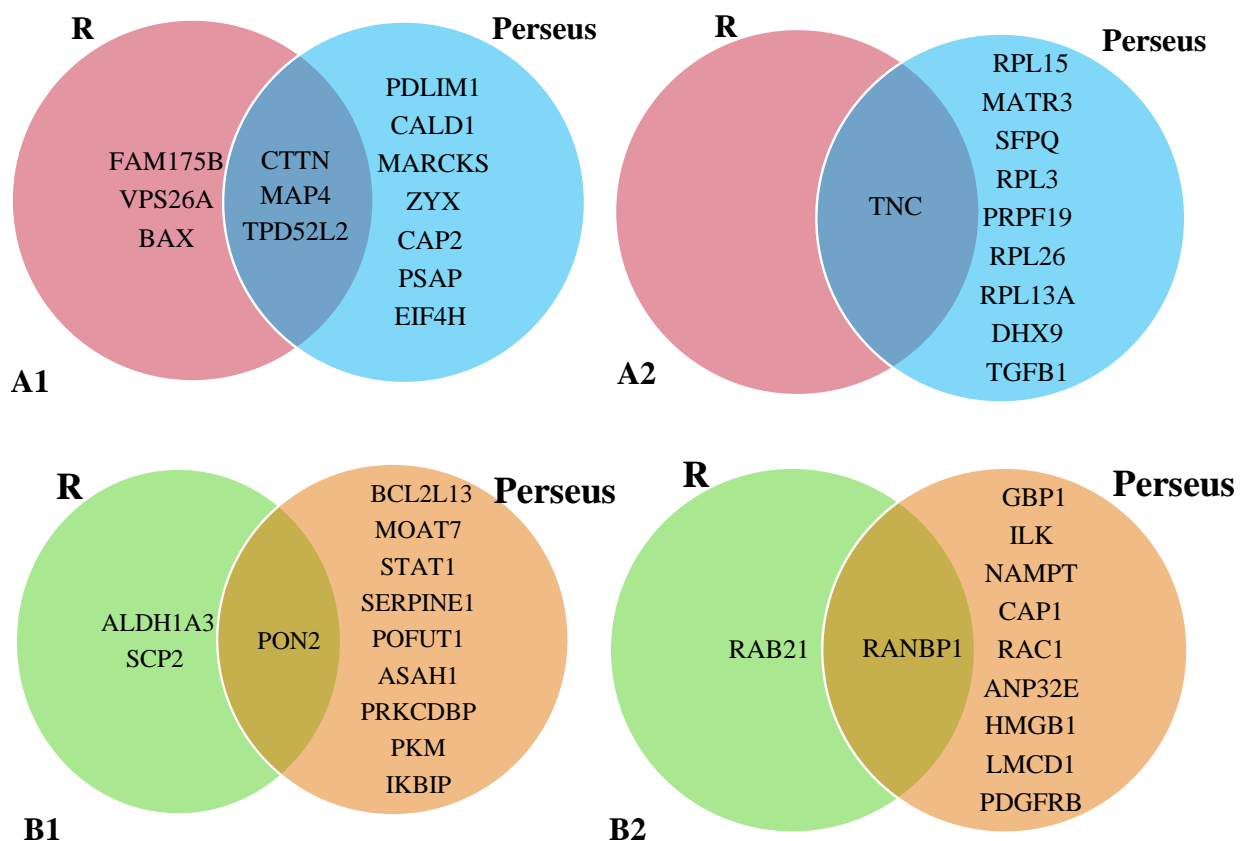 R
Perseus
FAM175B
VPS26A
BAX
CTTN
MAP4
TPD52L2
PDLIM1
CALD1
MARCKS
ZYX
CAP2
PSAP
EIF4H
A1
R
Perseus
TNC
RPL15
MATR3
SFPQ
RPL3
PRPF19
RPL26
RPL13A
DHX9
TGFB1
A2
R
Perseus
ALDH1A3
SCP2
PON2
BCL2L13
MOAT7
STAT1
SERPINE1
POFUT1
ASAH1
PRKCDBP
PKM
IKBIP
B1
R
Perseus
RAB21
RANBP1
GBP1
ILK
NAMPT
CAP1
RAC1
ANP32E
HMGB1
LMCD1
PDGFRB
B2